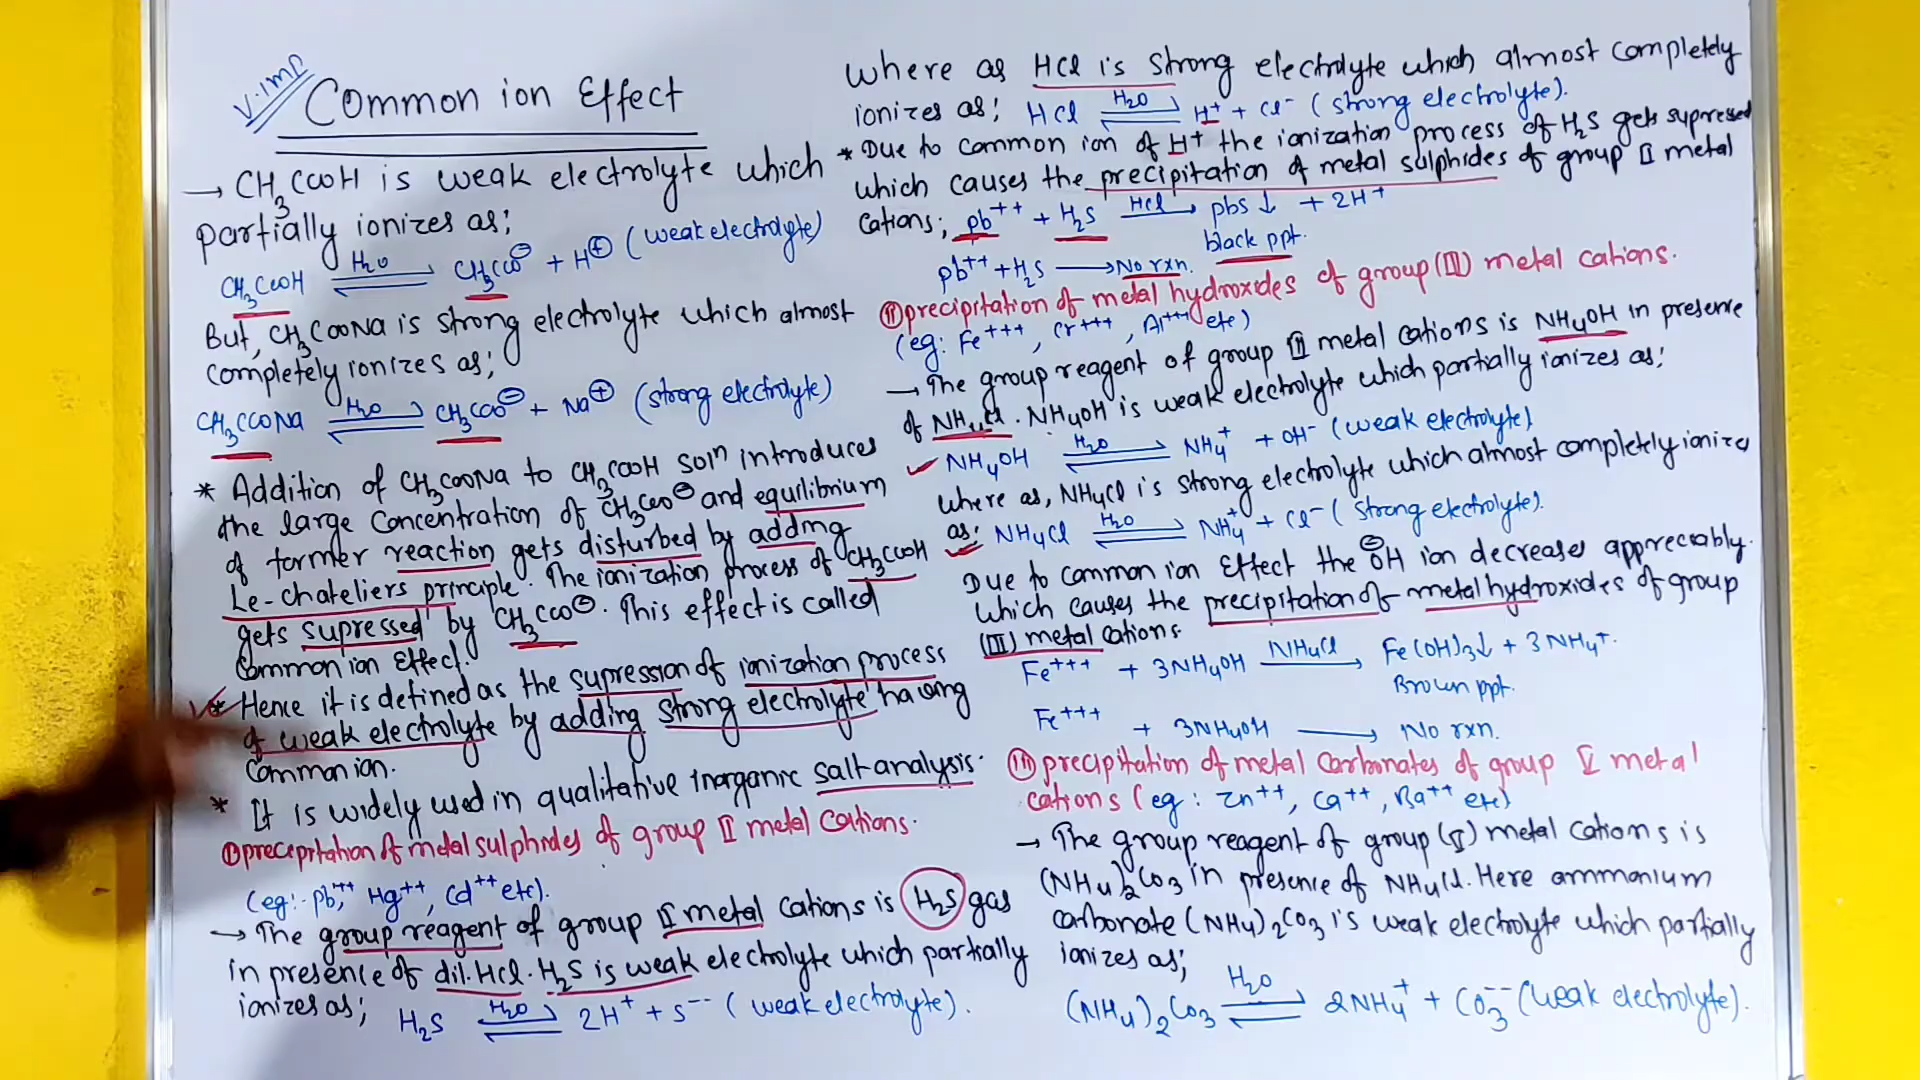 V.IMP
Common ion Effect
→ CH3COOH is weak electrolyte which
partially ionizes as;
CH3COOH ⇌ H2O CH3COO⊖ + H⊕ (weak electrolyte)
But, CH3COONa is strong electrolyte which almost
completely ionizes as;
CH3COONa ⇌ H2O CH3COO⊖ + Na⊕ (strong electrolyte)
* Addition of CH3COONa to CH3COOH soln introduces
the large concentration of CH3COO⊖ and equilibrium
of former reaction gets disturbed by adding
Le-chateliers principle. The ionization process of CH3COOH
gets supressed by CH3COO⊖. This effect is called
common ion Effect.
* Hence it is defined as the supression of ionization process
of weak electrolyte by adding strong electrolyte having
common ion.
* It is widely used in qualitative inorganic salt analysis.
(i) precipitation of metal sulphides of group II metal cations.
(eg:- pb++, Hg++, Cd++ etc).
→ The group reagent of group II metal cations is H2S gas
in presence of dil. HCl. H2S is weak electrolyte which partially
ionizes as; H2S ⇌ H2O 2H+ + S-- (weak electrolyte).
where as HCl is strong electrolyte which almost completely
ionizes as; HCl ⇌ H2O H+ + Cl- (strong electrolyte).
* Due to common ion of H+ the ionization process of H2S gets supressed
which causes the precipitation of metal sulphides of group II metal
cations; pb++ + H2S HCl → pbs↓ + 2H+
black ppt.
pb++ + H2S → No rxn.
(ii) precipitation of metal hydroxides of group (III) metal cations.
(eg: Fe+++, Cr+++, Al+++ etc)
→ The group reagent of group III metal cations is NH4OH in presence
of NH4Cl. NH4OH is weak electrolyte which partially ionizes as;
NH4OH ⇌ H2O NH4+ + OH- (weak electrolyte)
where as, NH4Cl is strong electrolyte which almost completely ionizes
as; NH4Cl ⇌ H2O NH4+ + Cl- (strong electrolyte).
Due to common ion Effect the ⊖OH ion decreases appreciably.
which causes the precipitation of metal hydroxides of group
(III) metal cations.
Fe+++ + 3NH4OH NH4Cl → Fe(OH)3↓ + 3NH4+.
Brown ppt.
Fe+++ + 3NH4OH → No rxn.
(iii) precipitation of metal carbonates of group V metal
cations (eg: Zn++, Ca++, Ba++ etc)
→ The group reagent of group (V) metal cations is
(NH4)2CO3 in presence of NH4Cl. Here ammonium
carbonate (NH4)2CO3 is weak electrolyte which partially
ionizes as;
(NH4)2CO3 ⇌ H2O 2NH4+ + CO3-- (weak electrolyte).